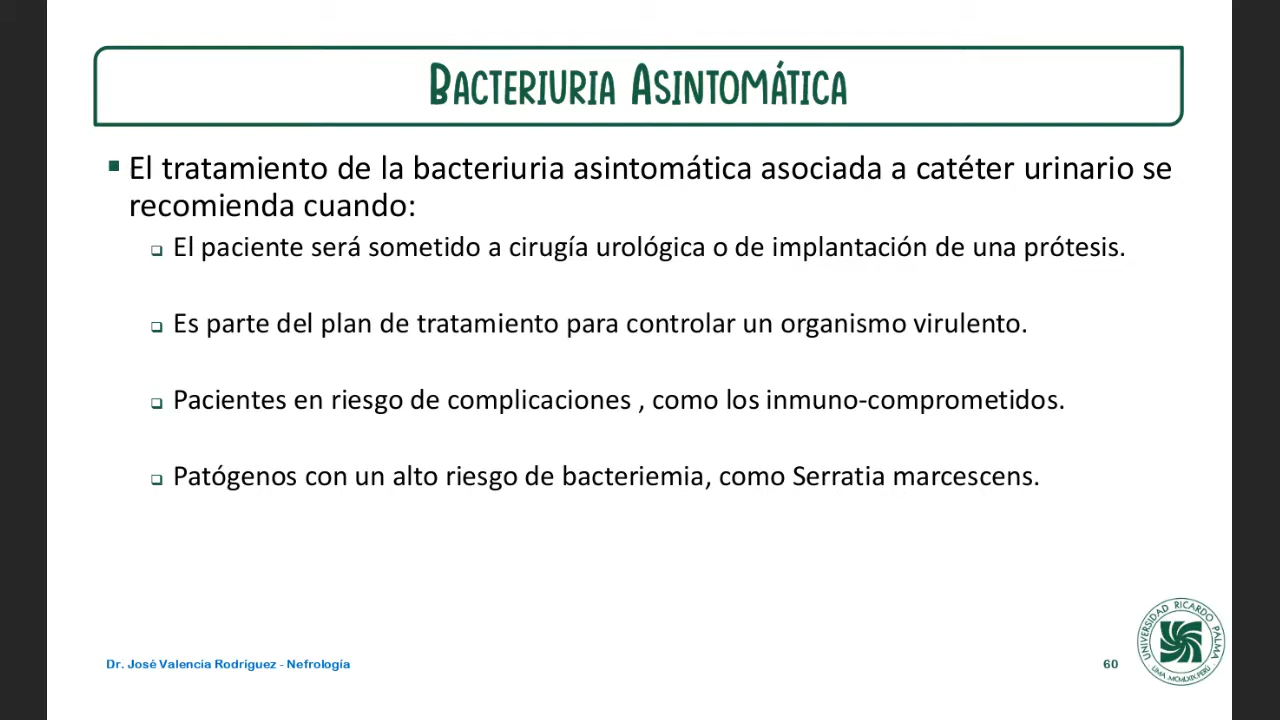 Bacteriuria Asintomática
El tratamiento de la bacteriuria asintomática asociada a catéter urinario se
recomienda cuando:
El paciente será sometido a cirugía urológica o de implantación de una prótesis.
Es parte del plan de tratamiento para controlar un organismo virulento.
Pacientes en riesgo de complicaciones , como los inmuno-comprometidos.
Patógenos con un alto riesgo de bacteriemia, como Serratia marcescens.
Dr. José Valencia Rodríguez - Nefrología
60
UNIVERSIDAD RICARDO PALMA
LIMA MCMLXIX PERÚ